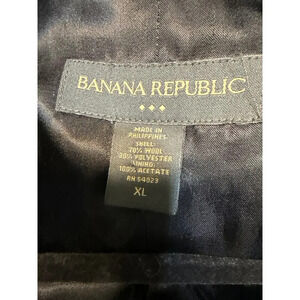 BANANA REPUBLIC
MADE IN
PHILIPPINES
SHELL:
70% WOOL
30% POLYESTER
LINING:
100% ACETATE
RN 54023
XL